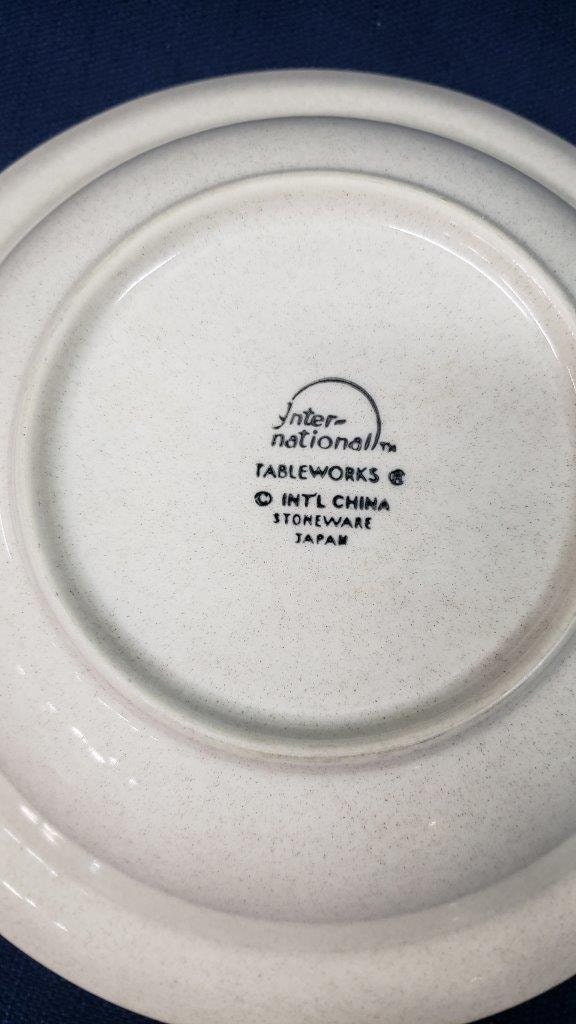 Inter-
national™
TABLEWORKS ®
© INT'L CHINA
STONEWARE
JAPAN